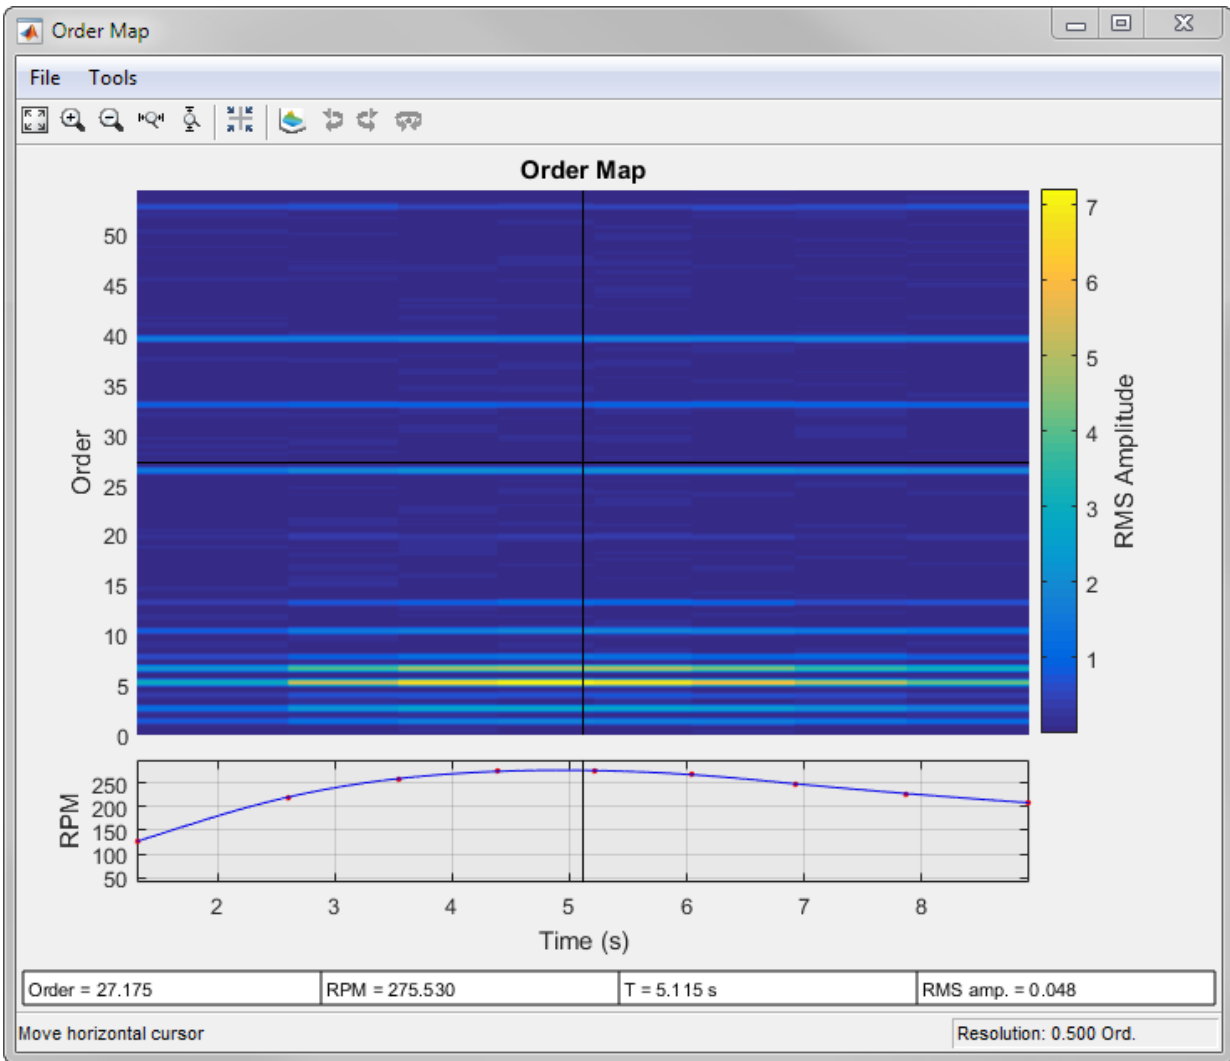 Order Map
File Tools
Order Map
50
45
40
35
30
25
20
15
10
5
0
Order
7
6
5
4
3
2
1
RMS Amplitude
250
200
150
100
50
RPM
2 3 4 5 6 7 8
Time (s)
Order = 27.175 RPM = 275.530 T = 5.115 s RMS amp. = 0.048
Move horizontal cursor Resolution: 0.500 Ord.